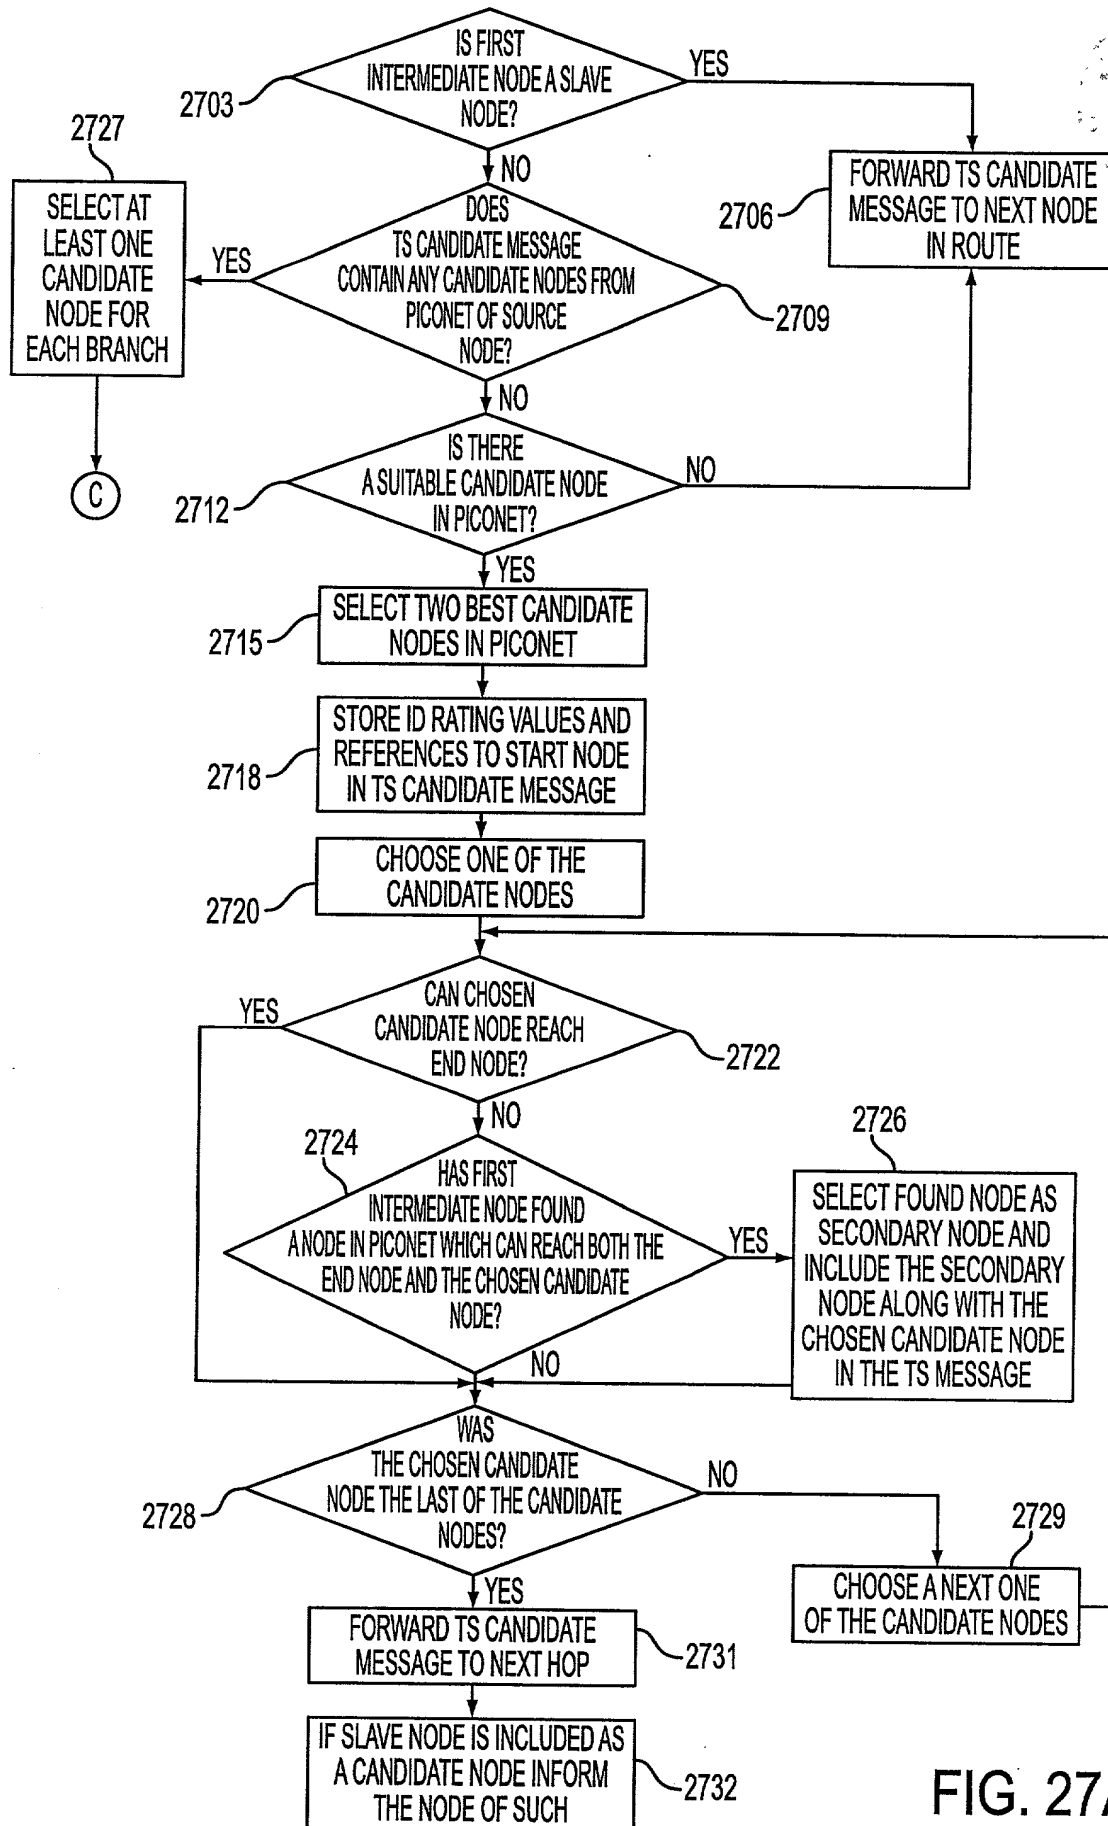 IS FIRST
INTERMEDIATE NODE A SLAVE
NODE?
YES
2703
NO
2727
SELECT AT
LEAST ONE
CANDIDATE
NODE FOR
EACH BRANCH
FORWARD TS CANDIDATE
MESSAGE TO NEXT NODE
IN ROUTE
2706
DOES
TS CANDIDATE MESSAGE
CONTAIN ANY CANDIDATE NODES FROM
PICONET OF SOURCE
NODE?
YES
2709
NO
C
IS THERE
A SUITABLE CANDIDATE NODE
IN PICONET?
NO
2712
YES
SELECT TWO BEST CANDIDATE
NODES IN PICONET
2715
STORE ID RATING VALUES AND
REFERENCES TO START NODE
IN TS CANDIDATE MESSAGE
2718
CHOOSE ONE OF THE
CANDIDATE NODES
2720
CAN CHOSEN
CANDIDATE NODE REACH
END NODE?
YES
2722
NO
2724
HAS FIRST
INTERMEDIATE NODE FOUND
A NODE IN PICONET WHICH CAN REACH BOTH THE
END NODE AND THE CHOSEN CANDIDATE
NODE?
YES
NO
2726
SELECT FOUND NODE AS
SECONDARY NODE AND
INCLUDE THE SECONDARY
NODE ALONG WITH THE
CHOSEN CANDIDATE NODE
IN THE TS MESSAGE
WAS
THE CHOSEN CANDIDATE
NODE THE LAST OF THE CANDIDATE
NODES?
NO
2728
YES
2729
CHOOSE A NEXT ONE
OF THE CANDIDATE NODES
FORWARD TS CANDIDATE
MESSAGE TO NEXT HOP
2731
IF SLAVE NODE IS INCLUDED AS
A CANDIDATE NODE INFORM
THE NODE OF SUCH
2732
FIG. 27A